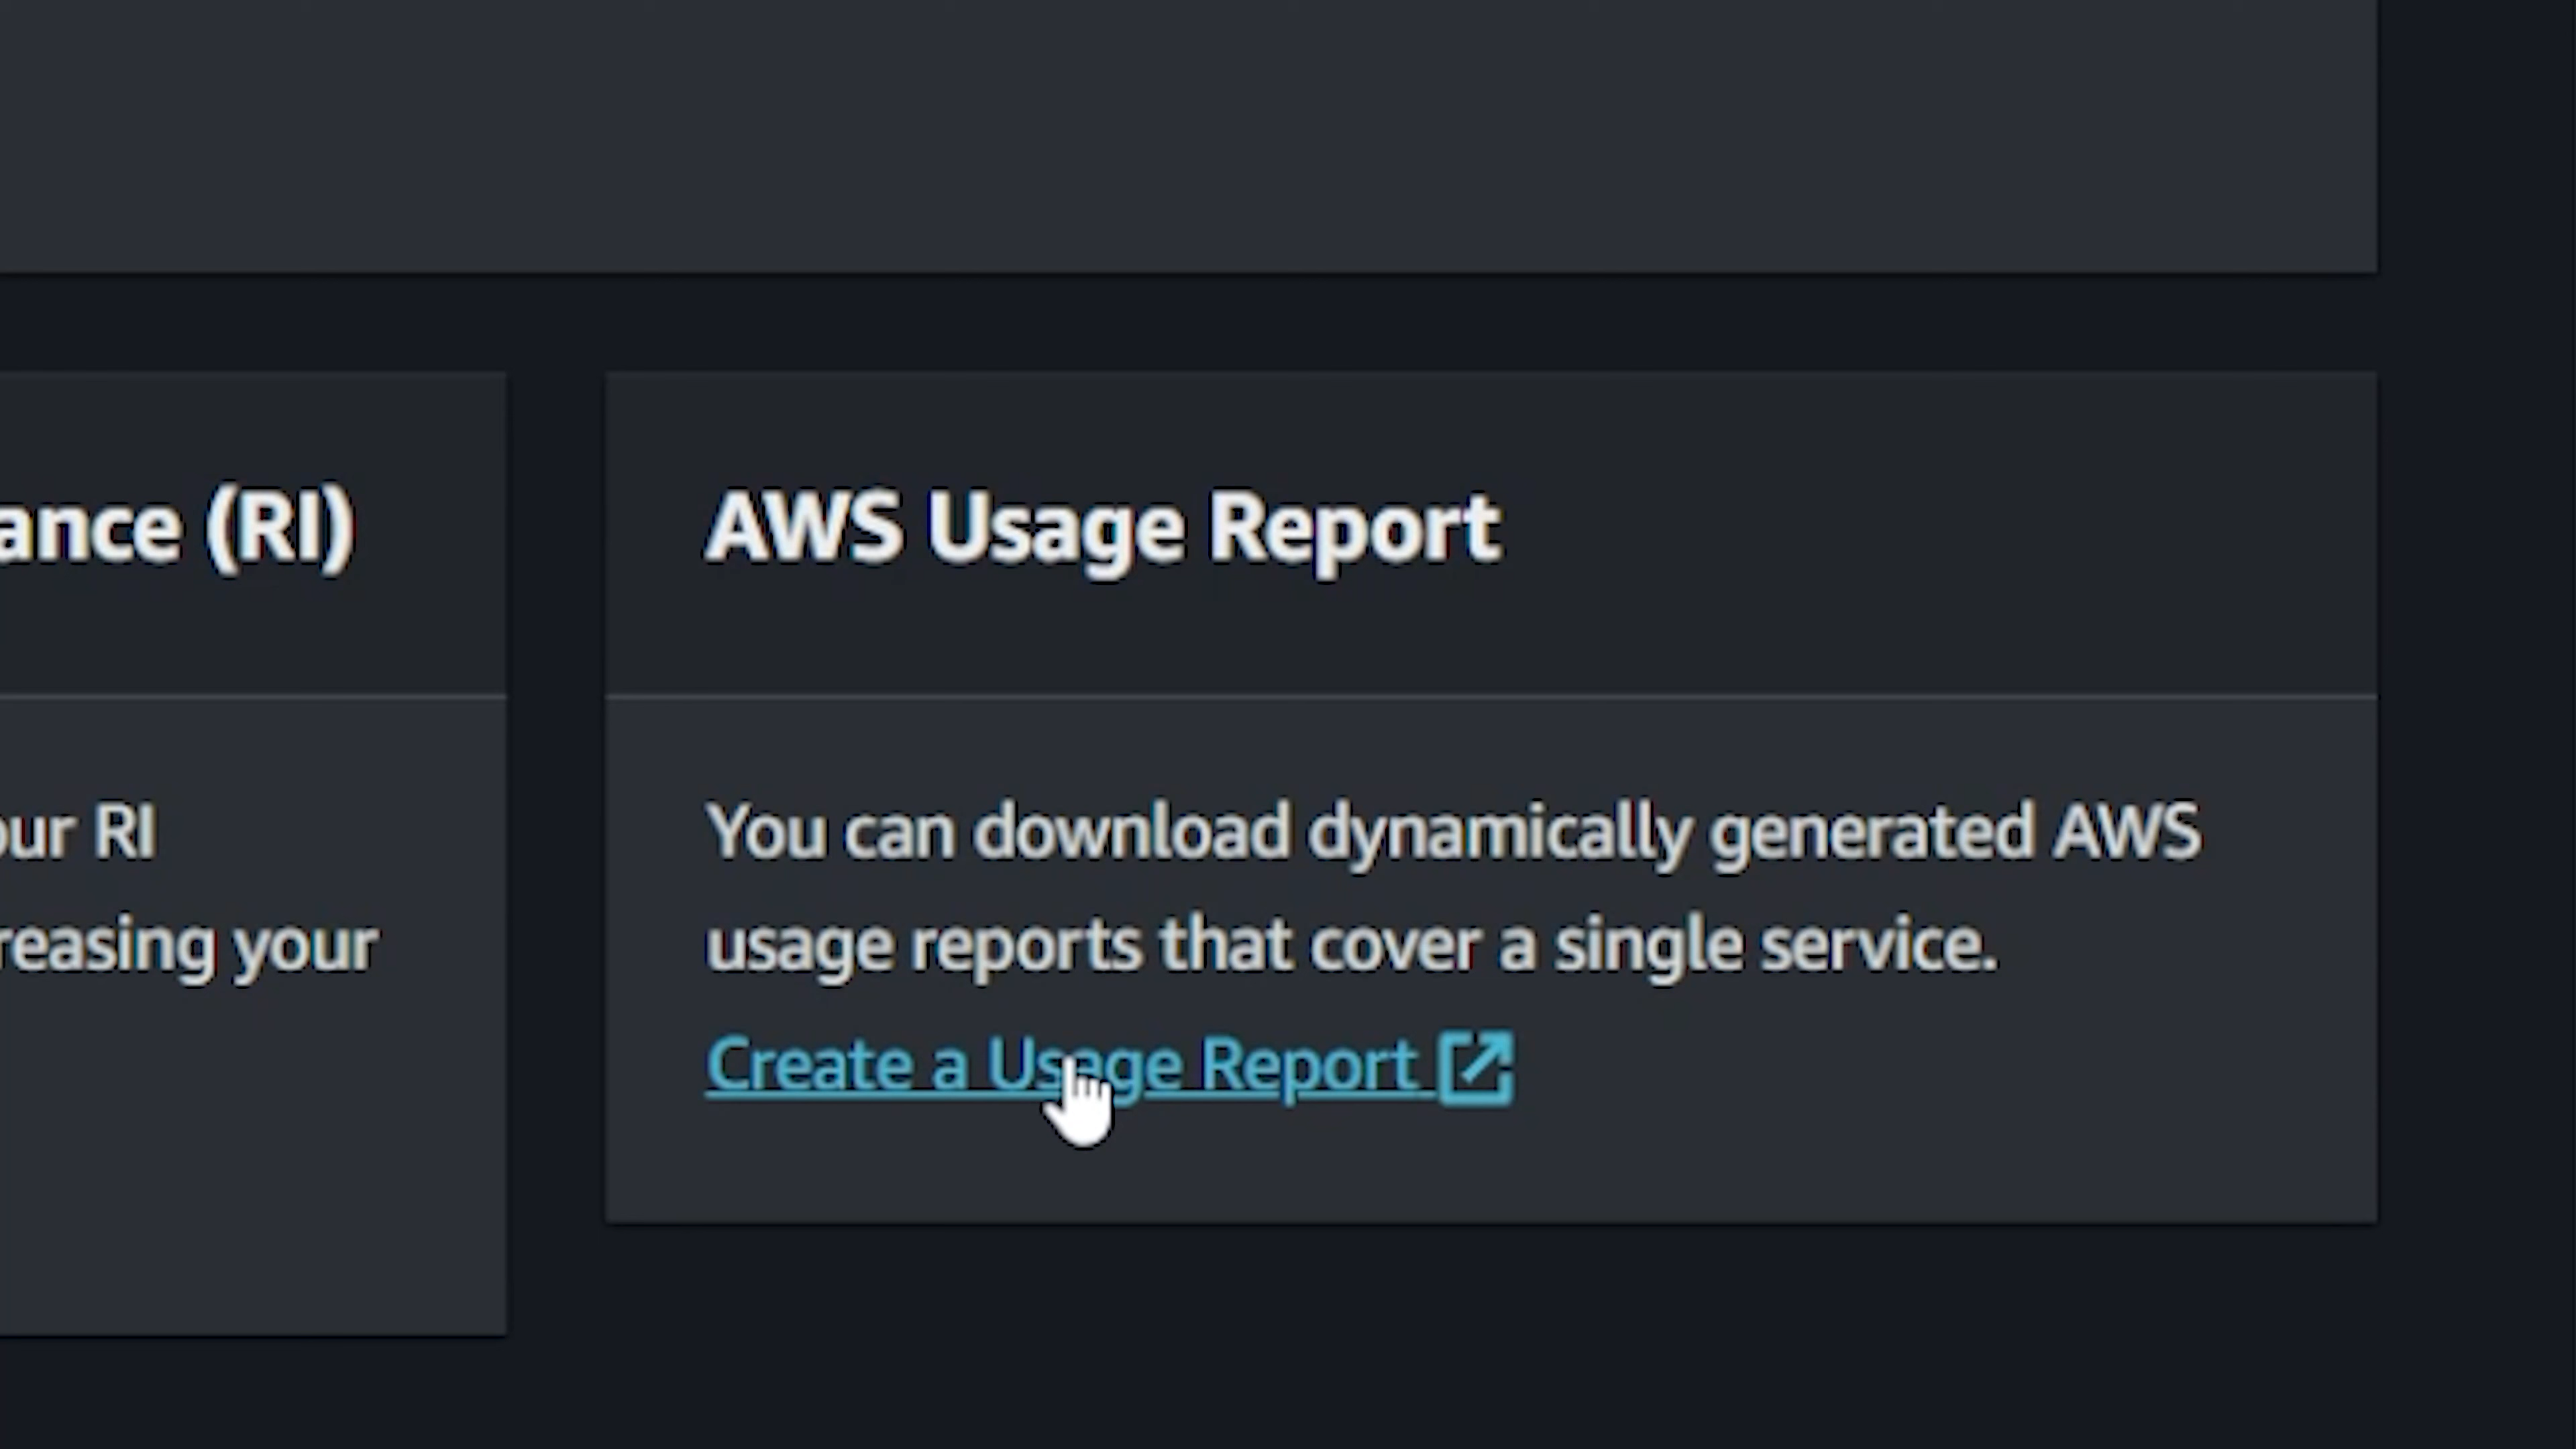 ance (RI)
our RI
reasing your
AWS Usage Report
You can download dynamically generated AWS
usage reports that cover a single service.
Create a Usage Report